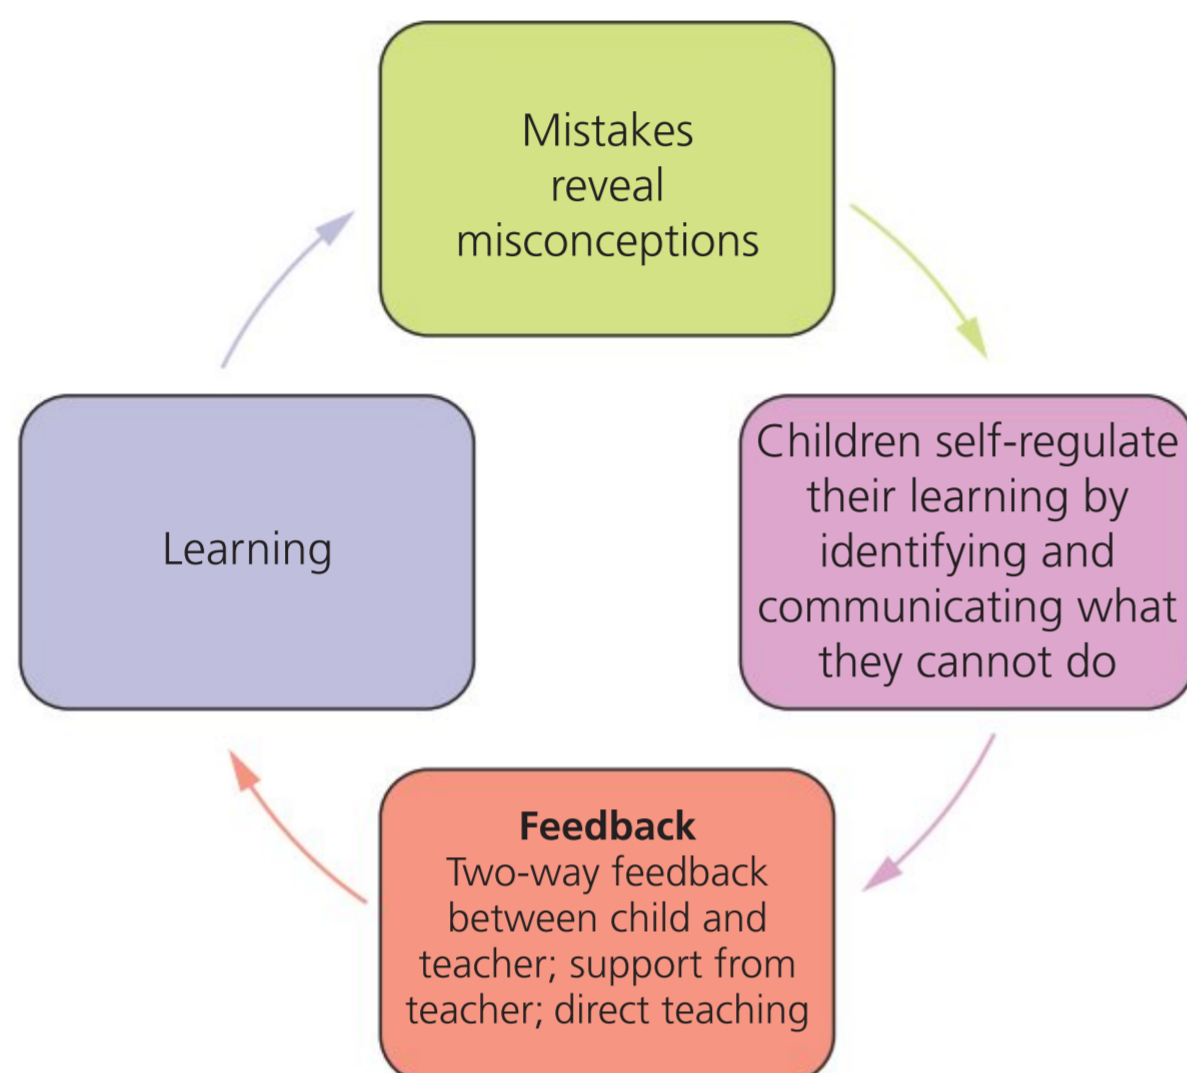 Mistakes
reveal
misconceptions
Children self-regulate
their learning by
identifying and
communicating what
they cannot do
Feedback
Two-way feedback
between child and
teacher; support from
teacher; direct teaching
Learning